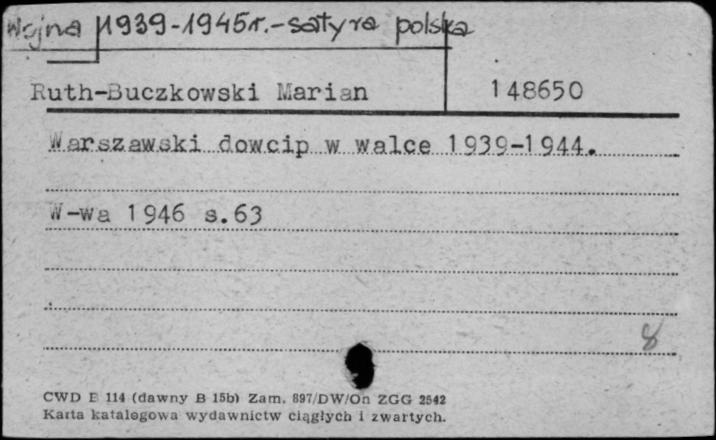 Wojna 1939-1945r. - satyra polska
Ruth-Buczkowski Marian 148650
Warszawski dowcip w walce 1939-1944.
W-wa 1946 s.63
8
CWD B 114 (dawny B 15b) Zam. 897/DW/On ZGG 2542
Karta katalogowa wydawnictw ciągłych i zwartych.